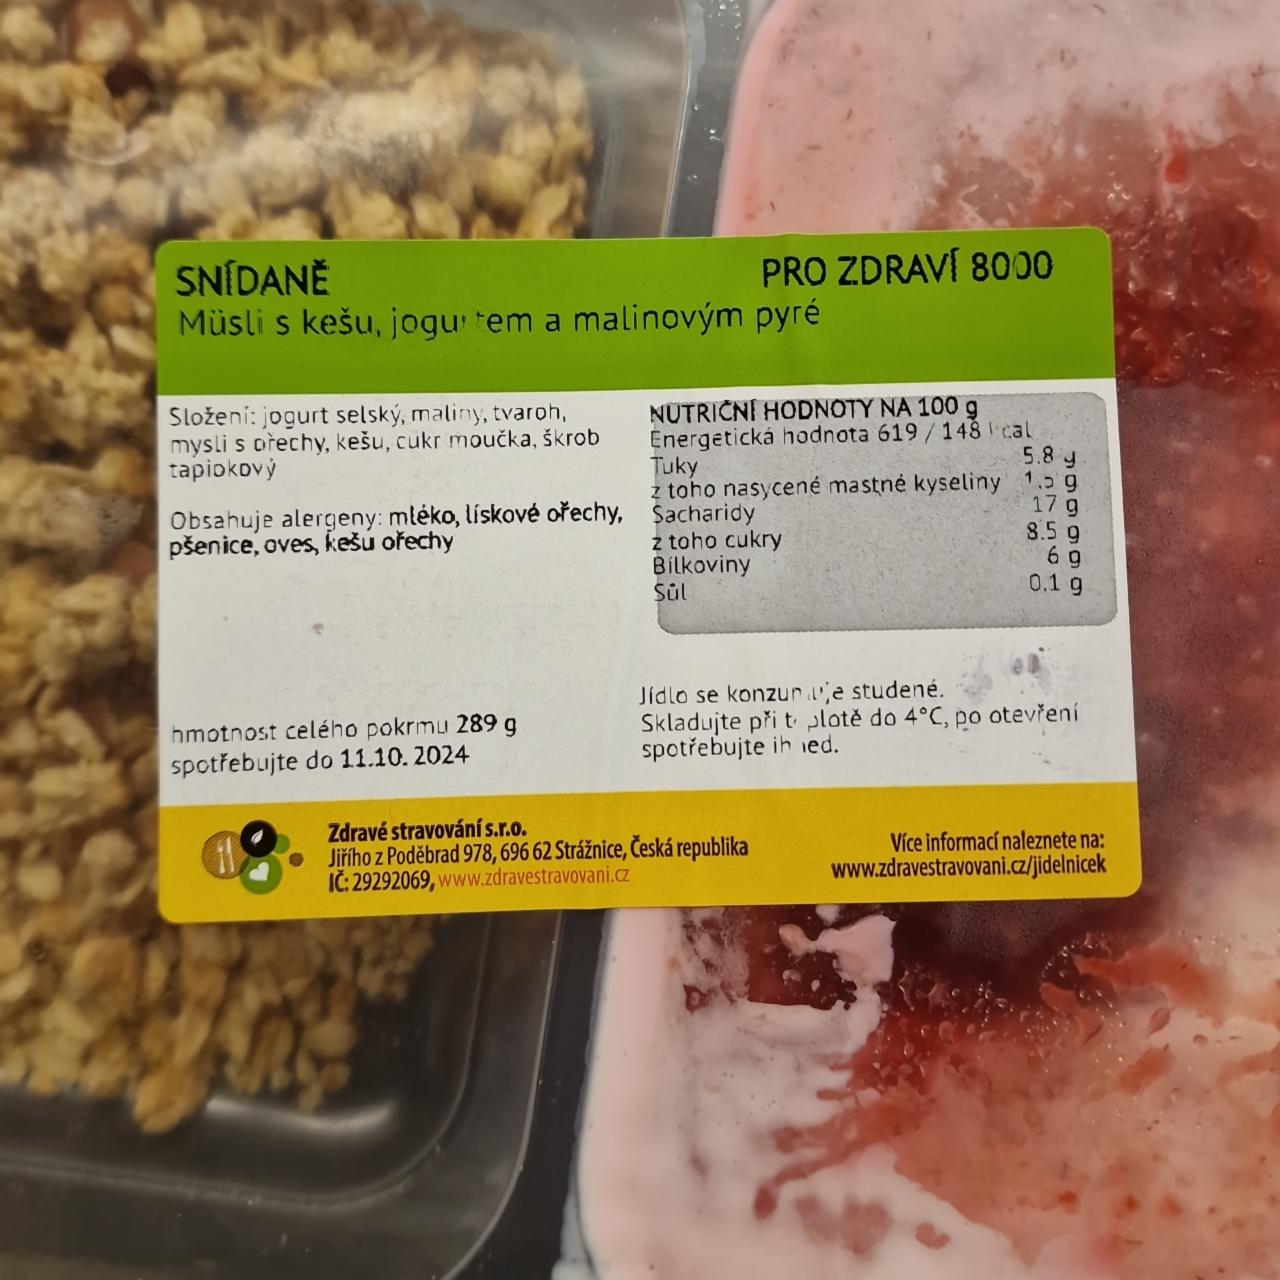 SNÍDANĚ PRO ZDRAVÍ 8000
Müsli s kešu, jogurtem a malinovým pyré
Složení: jogurt selský, maliny, tvaroh,
mysli s ořechy, kešu, cukr moučka, škrob
tapiokový
Obsahuje alergeny: mléko, lískové ořechy,
pšenice, oves, kešu ořechy
hmotnost celého pokrmu 289 g
spotřebujte do 11.10. 2024
NUTRIČNÍ HODNOTY NA 100 g
Energetická hodnota 619 / 148 kcal
Tuky 5.8 g
z toho nasycené mastné kyseliny 1.5 g
Sacharidy 17 g
z toho cukry 8.5 g
Bílkoviny 6 g
Sůl 0.1 g
Jídlo se konzumuje studené.
Skladujte při teplotě do 4°C, po otevření
spotřebujte ihned.
Zdravé stravování s.r.o.
Jiřího z Poděbrad 978, 696 62 Strážnice, Česká republika
IČ: 29292069, www.zdravestravovani.cz
Více informací naleznete na:
www.zdravestravovani.cz/jidelnicek